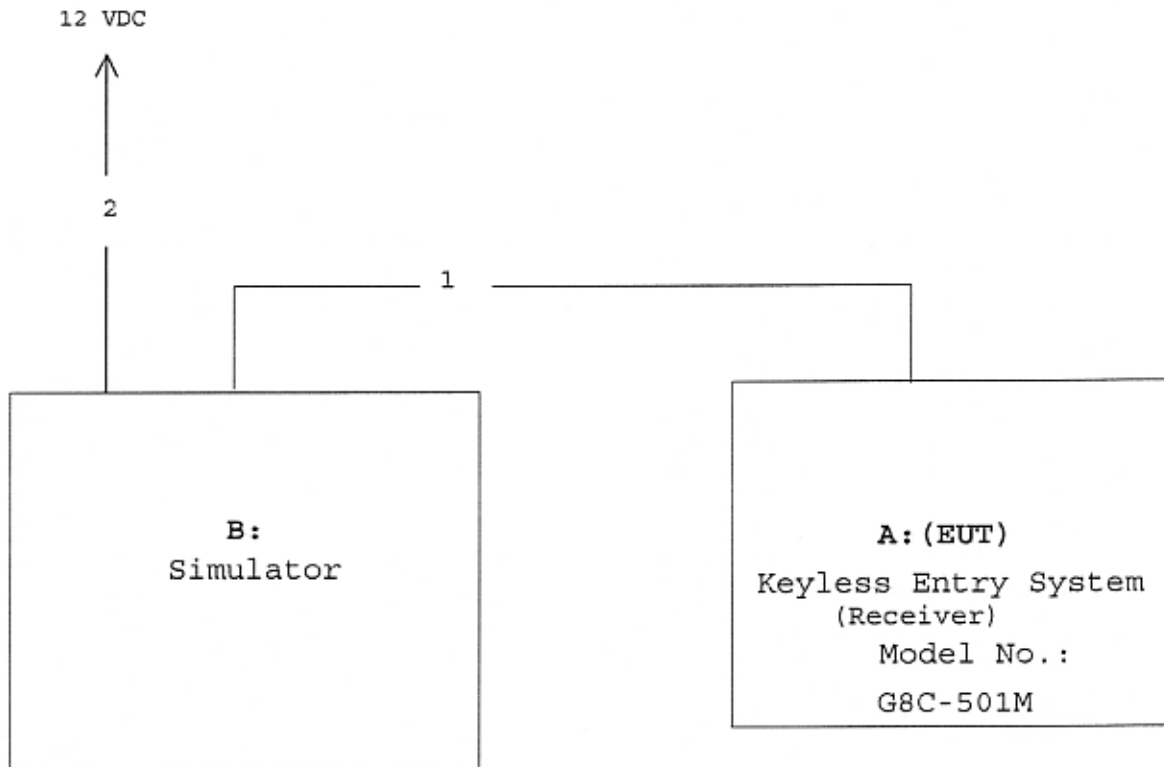 12 VDC
2
1
B:
Simulator
A:(EUT)
Keyless Entry System
(Receiver)
Model No.:
G8C-501M